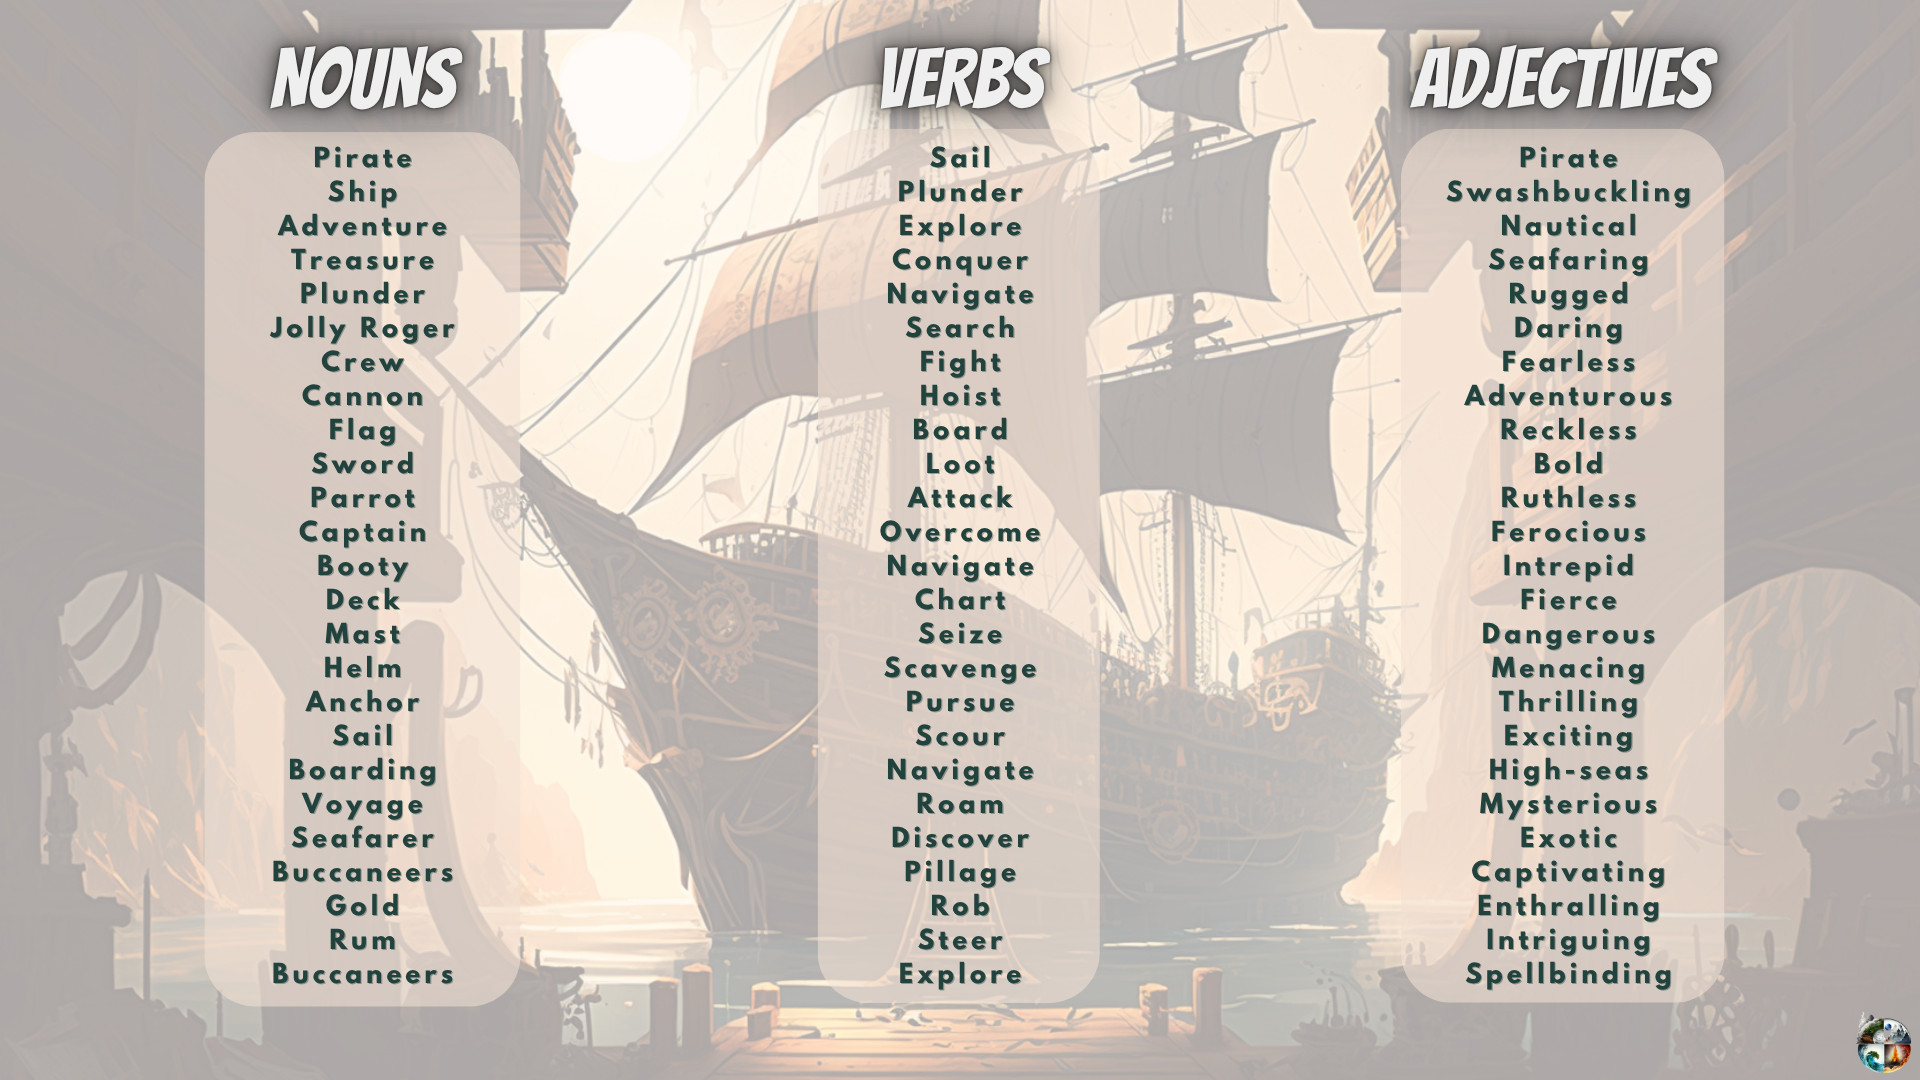 NOUNS
Pirate
Ship
Adventure
Treasure
Plunder
Jolly Roger
Crew
Cannon
Flag
Sword
Parrot
Captain
Booty
Deck
Mast
Helm
Anchor
Sail
Boarding
Voyage
Seafarer
Buccaneers
Gold
Rum
Buccaneers
VERBS
Sail
Plunder
Explore
Conquer
Navigate
Search
Fight
Hoist
Board
Loot
Attack
Overcome
Navigate
Chart
Seize
Scavenge
Pursue
Scour
Navigate
Roam
Discover
Pillage
Rob
Steer
Explore
ADJECTIVES
Pirate
Swashbuckling
Nautical
Seafaring
Rugged
Daring
Fearless
Adventurous
Reckless
Bold
Ruthless
Ferocious
Intrepid
Fierce
Dangerous
Menacing
Thrilling
Exciting
High-seas
Mysterious
Exotic
Captivating
Enthralling
Intriguing
Spellbinding